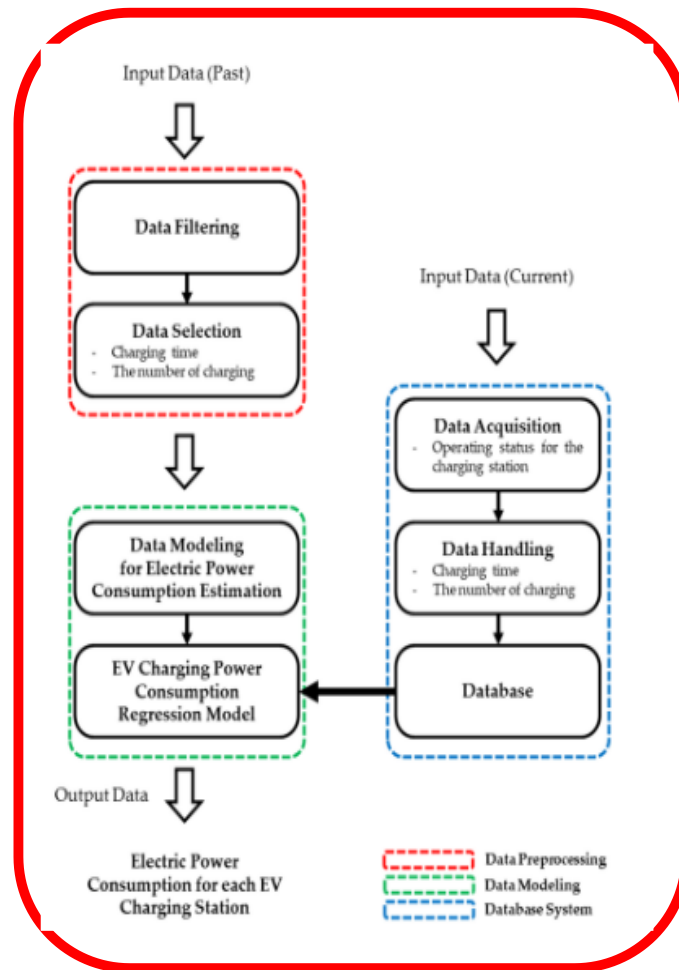 Input Data (Past)
Data Filtering
Data Selection
- Charging time
- The number of charging
Input Data (Current)
Data Acquisition
- Operating status for the
charging station
Data Handling
- Charging time
- The number of charging
Database
Data Modeling
for Electric Power
Consumption Estimation
EV Charging Power
Consumption
Regression Model
Output Data
Electric Power
Consumption for each EV
Charging Station
Data Preprocessing
Data Modeling
Database System